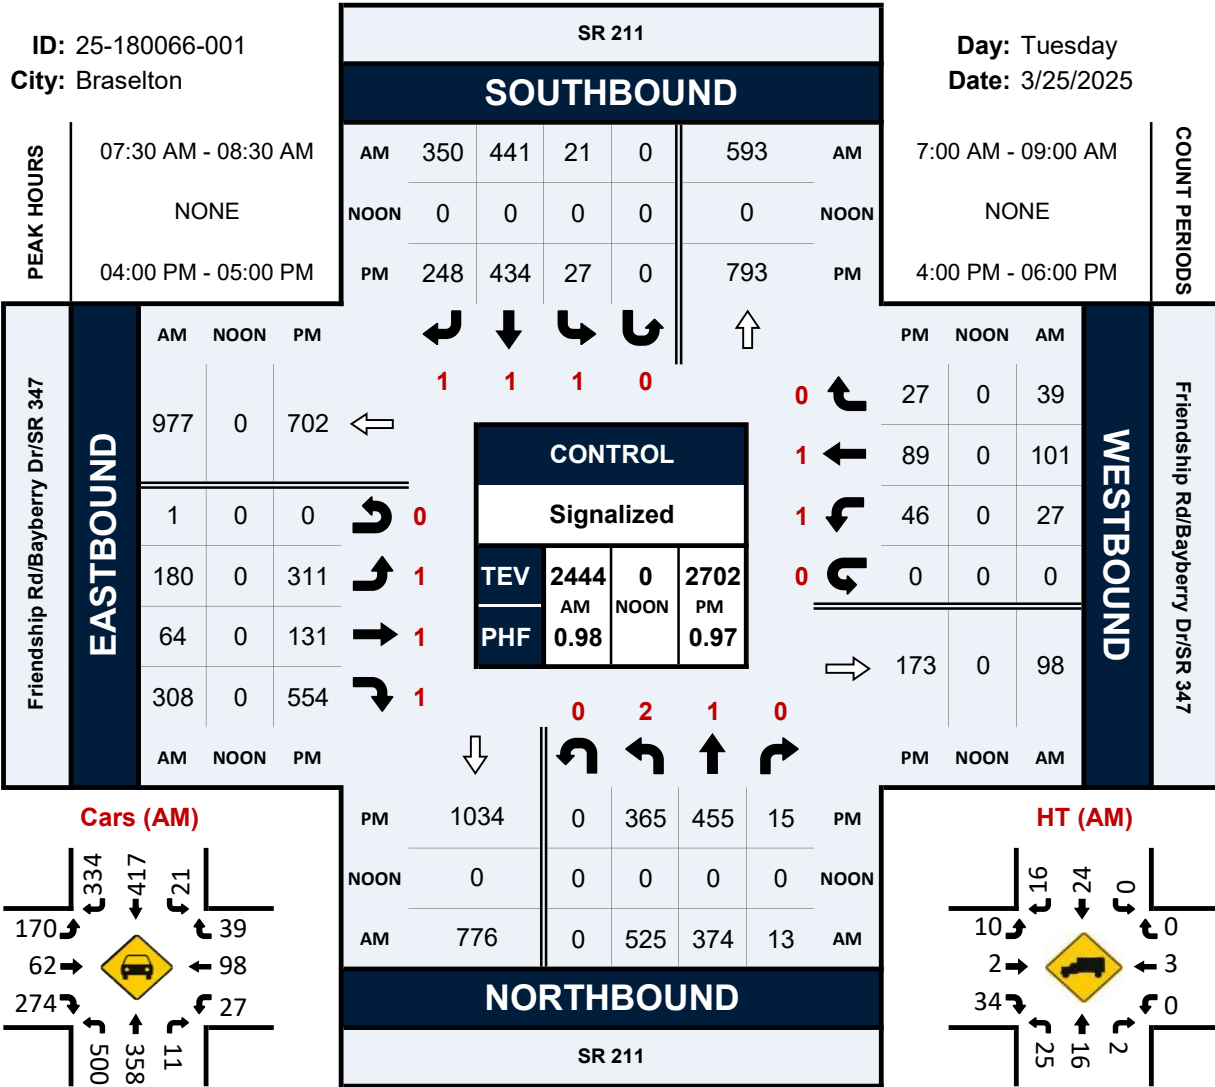 ID: 25-180066-001
City: Braselton
SR 211
SOUTHBOUND
Day: Tuesday
Date: 3/25/2025
PEAK HOURS
07:30 AM - 08:30 AM
NONE
04:00 PM - 05:00 PM
AM 350 441 21 0 593 AM
NOON 0 0 0 0 0 NOON
PM 248 434 27 0 793 PM
7:00 AM - 09:00 AM
NONE
4:00 PM - 06:00 PM
COUNT PERIODS
1 1 1 0
Friendship Rd/Bayberry Dr/SR 347
EASTBOUND
AM NOON PM
977 0 702
1 0 0 0
180 0 311 1
64 0 131 1
308 0 554 1
AM NOON PM
CONTROL
Signalized
TEV 2444 0 2702
AM NOON PM
PHF 0.98 0.97
PM NOON AM
0 27 0 39
1 89 0 101
1 46 0 27
0 0 0 0
173 0 98
PM NOON AM
WESTBOUND
Friendship Rd/Bayberry Dr/SR 347
0 2 1 0
PM 1034 0 365 455 15 PM
NOON 0 0 0 0 0 NOON
AM 776 0 525 374 13 AM
NORTHBOUND
SR 211
Cars (AM)
334 417 21
170 39
62 98
274 27
500 358 11
HT (AM)
16 24 0
10 0
2 3
34 0
25 16 2